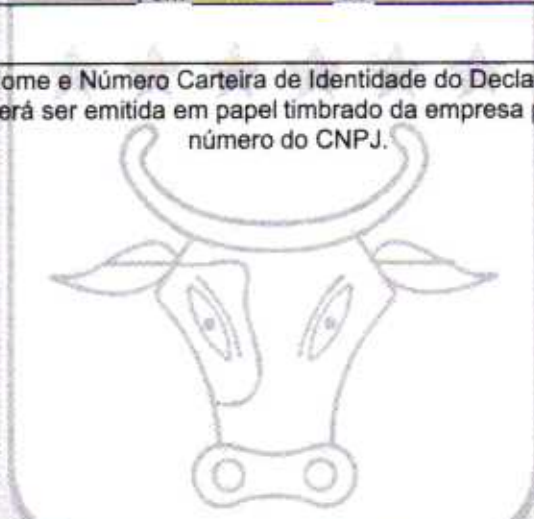 ome e Número Carteira de Identidade do Decla
erá ser emitida em papel timbrado da empresa p
número do CNPJ.